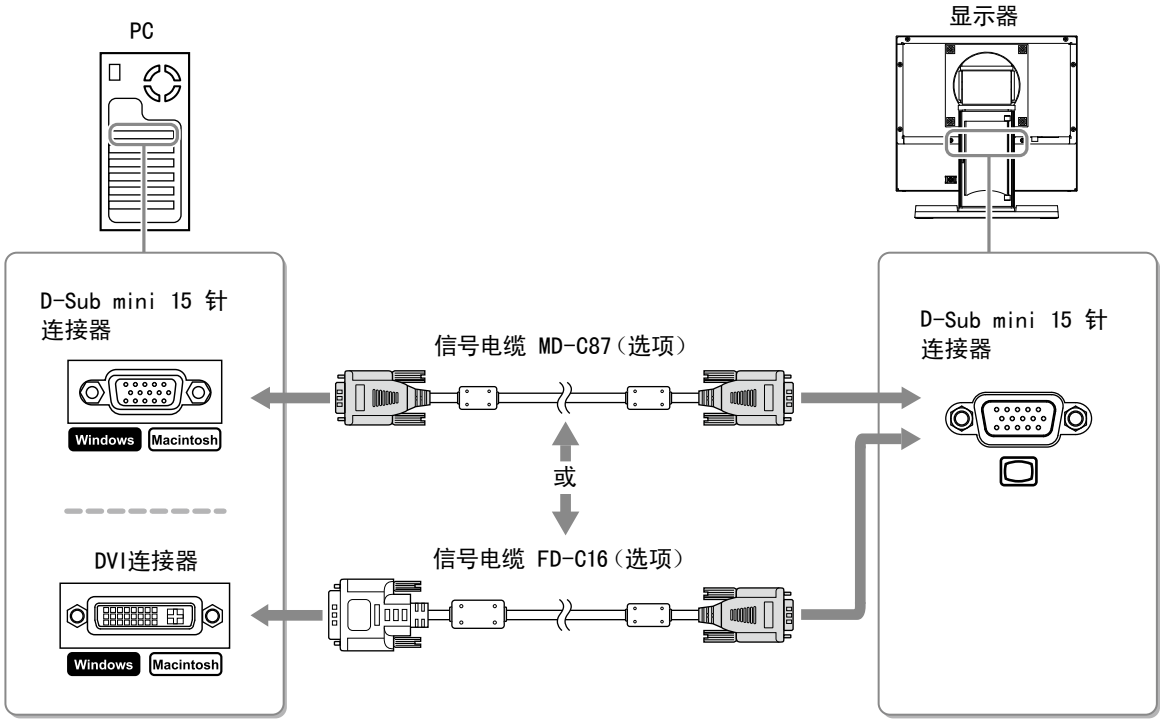 PC
显示器
D-Sub mini 15 针
连接器
Windows Macintosh
DVI连接器
Windows Macintosh
信号电缆 MD-C87（选项）
或
信号电缆 FD-C16（选项）
D-Sub mini 15 针
连接器